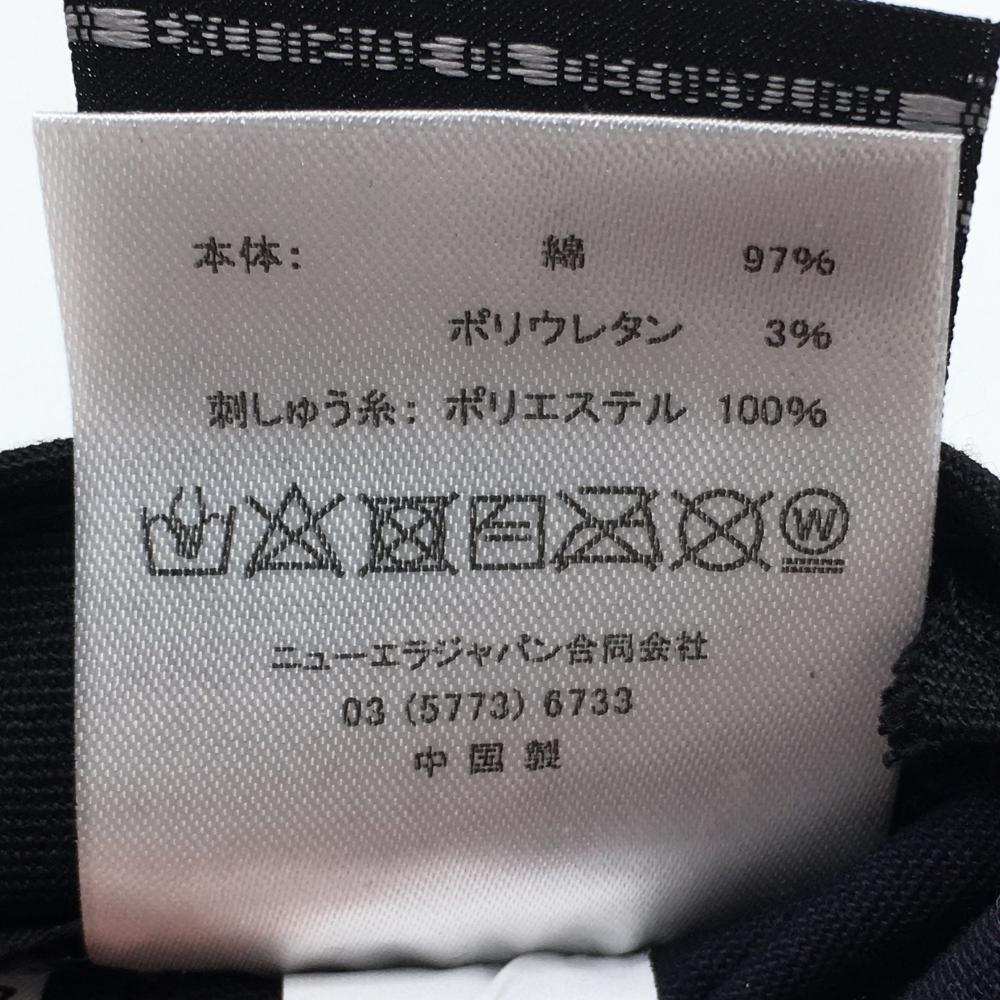 本体: 綿 97%
ポリウレタン 3%
刺しゅう糸: ポリエステル 100%
W
ニューエラジャパン合同会社
03 (5773) 6733
中国製